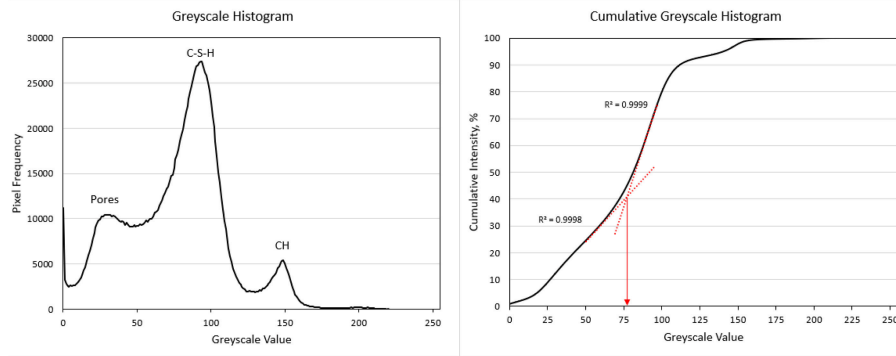 Greyscale Histogram
30000
25000
20000
15000
10000
5000
0
Pixel Frequency
C-S-H
Pores
CH
0 50 100 150 200 250
Greyscale Value
Cumulative Greyscale Histogram
100
90
80
70
60
50
40
30
20
10
0
Cumulative Intensity, %
R² = 0.9999
R² = 0.9998
0 25 50 75 100 125 150 175 200 225 250
Greyscale Value